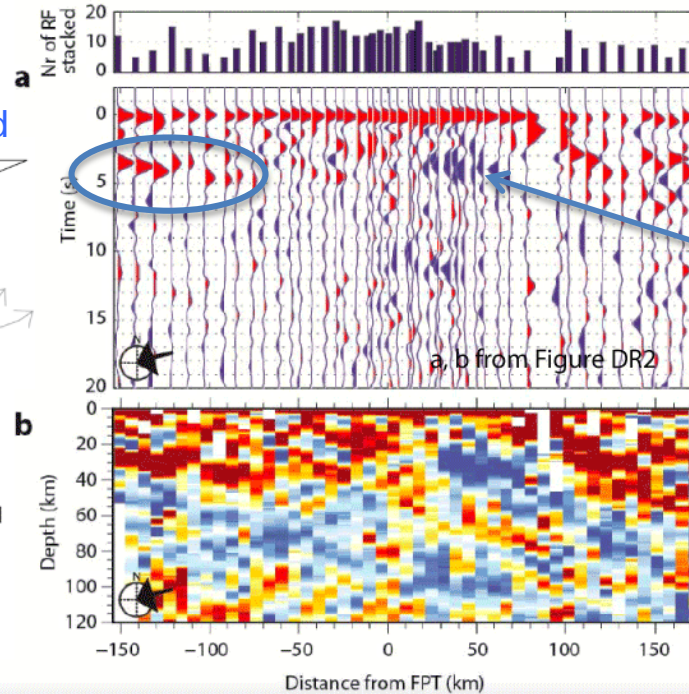 Nr of RF
stacked
20
10
0
a
d
Time (s)
0
5
10
15
20
N
a, b from Figure DR2
b
Depth (km)
0
20
40
60
80
100
120
N
−150 −100 −50 0 50 100 150
Distance from FPT (km)